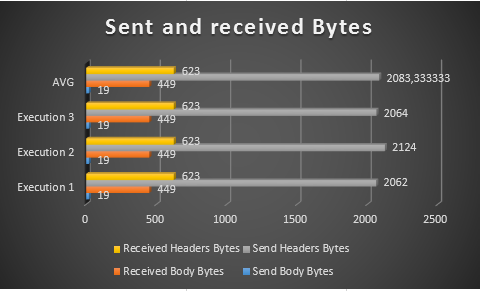 Sent and received Bytes
AVG
623
2083,333333
449
19
Execution 3
623
2064
449
19
Execution 2
623
2124
449
19
Execution 1
623
2062
449
19
0 500 1000 1500 2000 2500
Received Headers Bytes Send Headers Bytes
Received Body Bytes Send Body Bytes